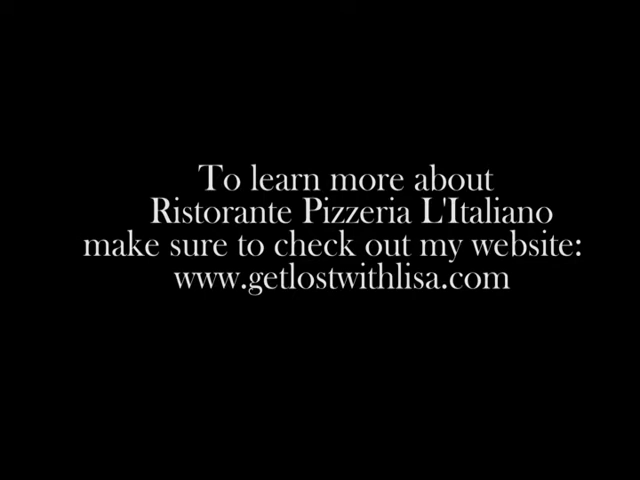 To learn more about
Ristorante Pizzeria L'Italiano
make sure to check out my website:
www.getlostwithlisa.com